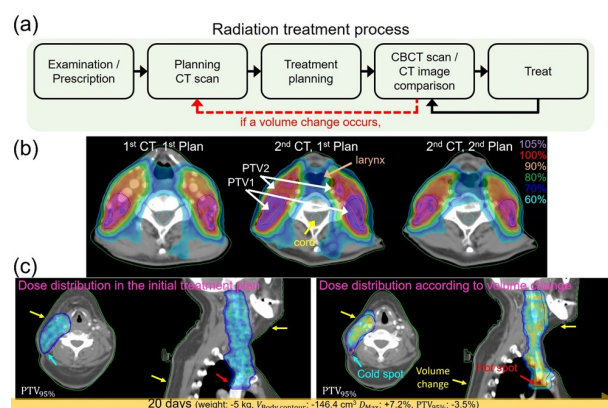 (a)
Radiation treatment process
Examination /
Prescription
Planning
CT scan
Treatment
planning
CBCT scan /
CT image
comparison
Treat
if a volume change occurs,
(b)
1st CT, 1st Plan
2nd CT, 1st Plan
2nd CT, 2nd Plan
PTV2
PTV1
larynx
cord
105%
100%
90%
80%
70%
60%
(c)
Dose distribution in the initial treatment plan
PTV95%
Dose distribution according to volume change
Cold spot
Volume
change
Hot spot
PTV95%
20 days (weight: -5 kg, VBody contour: -146.4 cm³ DMax: +7.2%, PTV95%: -3.5%)